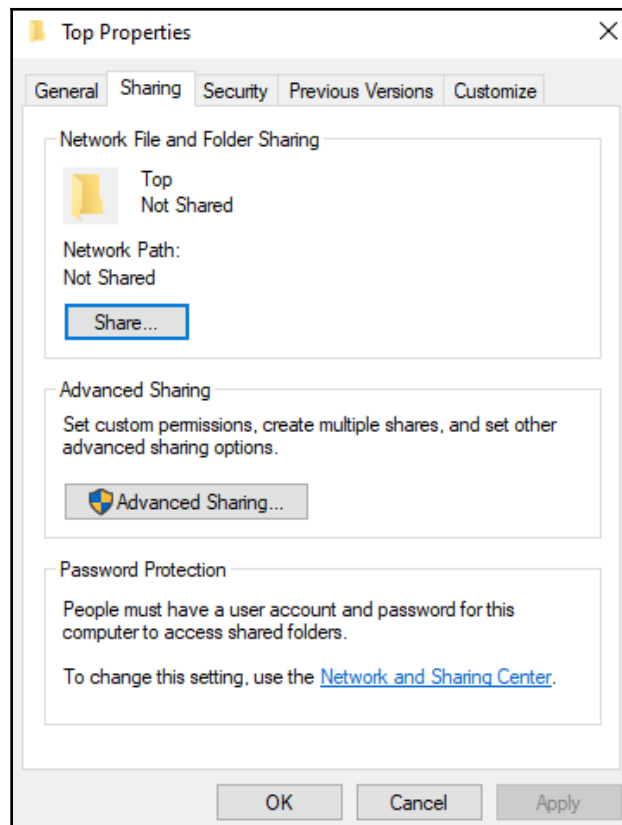 Top Properties
General Sharing Security Previous Versions Customize
Network File and Folder Sharing
Top
Not Shared
Network Path:
Not Shared
Share...
Advanced Sharing
Set custom permissions, create multiple shares, and set other
advanced sharing options.
Advanced Sharing...
Password Protection
People must have a user account and password for this
computer to access shared folders.
To change this setting, use the Network and Sharing Center.
OK Cancel Apply